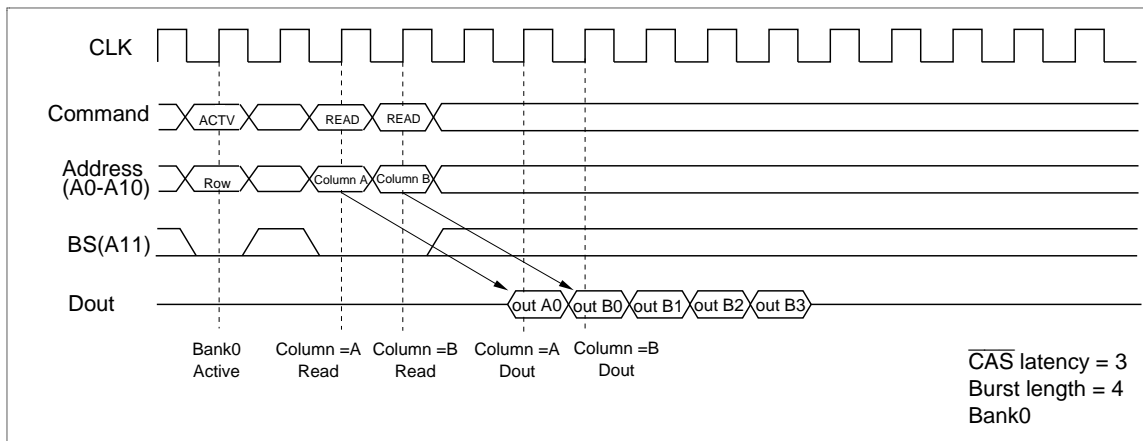 CLK
Command
ACTV
READ
READ
Address
(A0-A10)
Row
Column A
Column B
BS(A11)
Dout
out A0
out B0
out B1
out B2
out B3
Bank0
Active
Column =A
Read
Column =B
Read
Column =A
Dout
Column =B
Dout
CAS latency = 3
Burst length = 4
Bank0